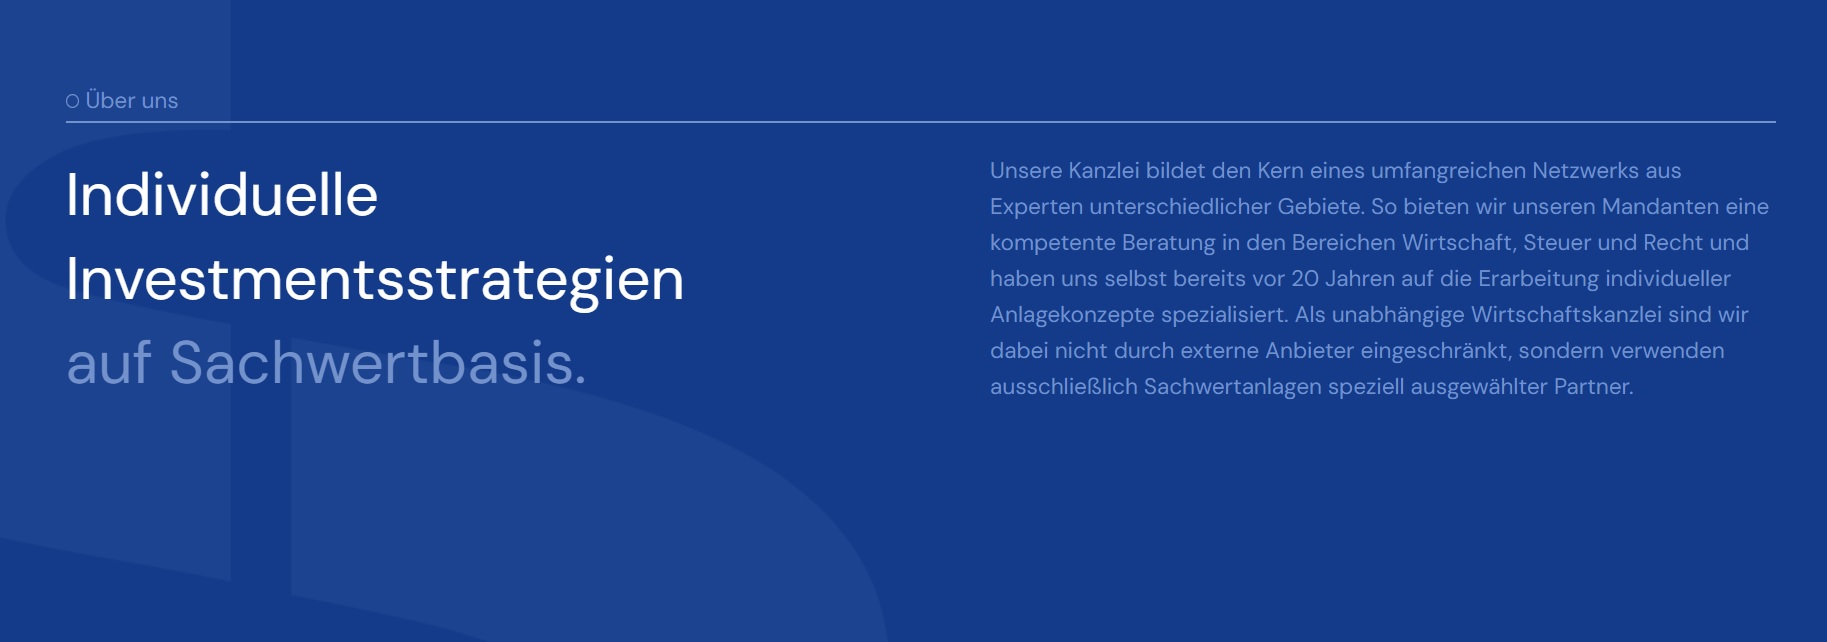 Über uns
Individuelle
Investmentsstrategien
auf Sachwertbasis.
Unsere Kanzlei bildet den Kern eines umfangreichen Netzwerks aus
Experten unterschiedlicher Gebiete. So bieten wir unseren Mandanten eine
kompetente Beratung in den Bereichen Wirtschaft, Steuer und Recht und
haben uns selbst bereits vor 20 Jahren auf die Erarbeitung individueller
Anlagekonzepte spezialisiert. Als unabhängige Wirtschaftskanzlei sind wir
dabei nicht durch externe Anbieter eingeschränkt, sondern verwenden
ausschließlich Sachwertanlagen speziell ausgewählter Partner.